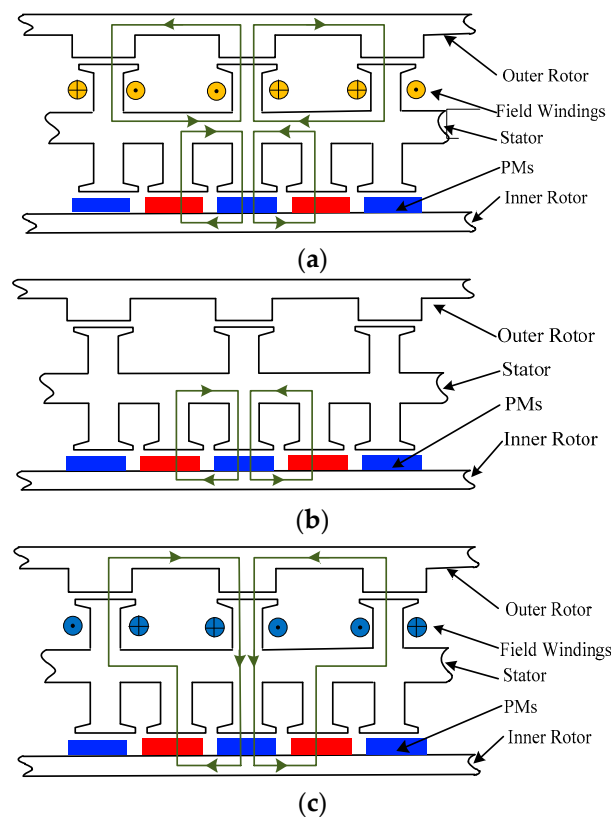 Outer Rotor
Field Windings
Stator
PMs
Inner Rotor
(a)
Outer Rotor
Stator
PMs
Inner Rotor
(b)
Outer Rotor
Field Windings
Stator
PMs
Inner Rotor
(c)